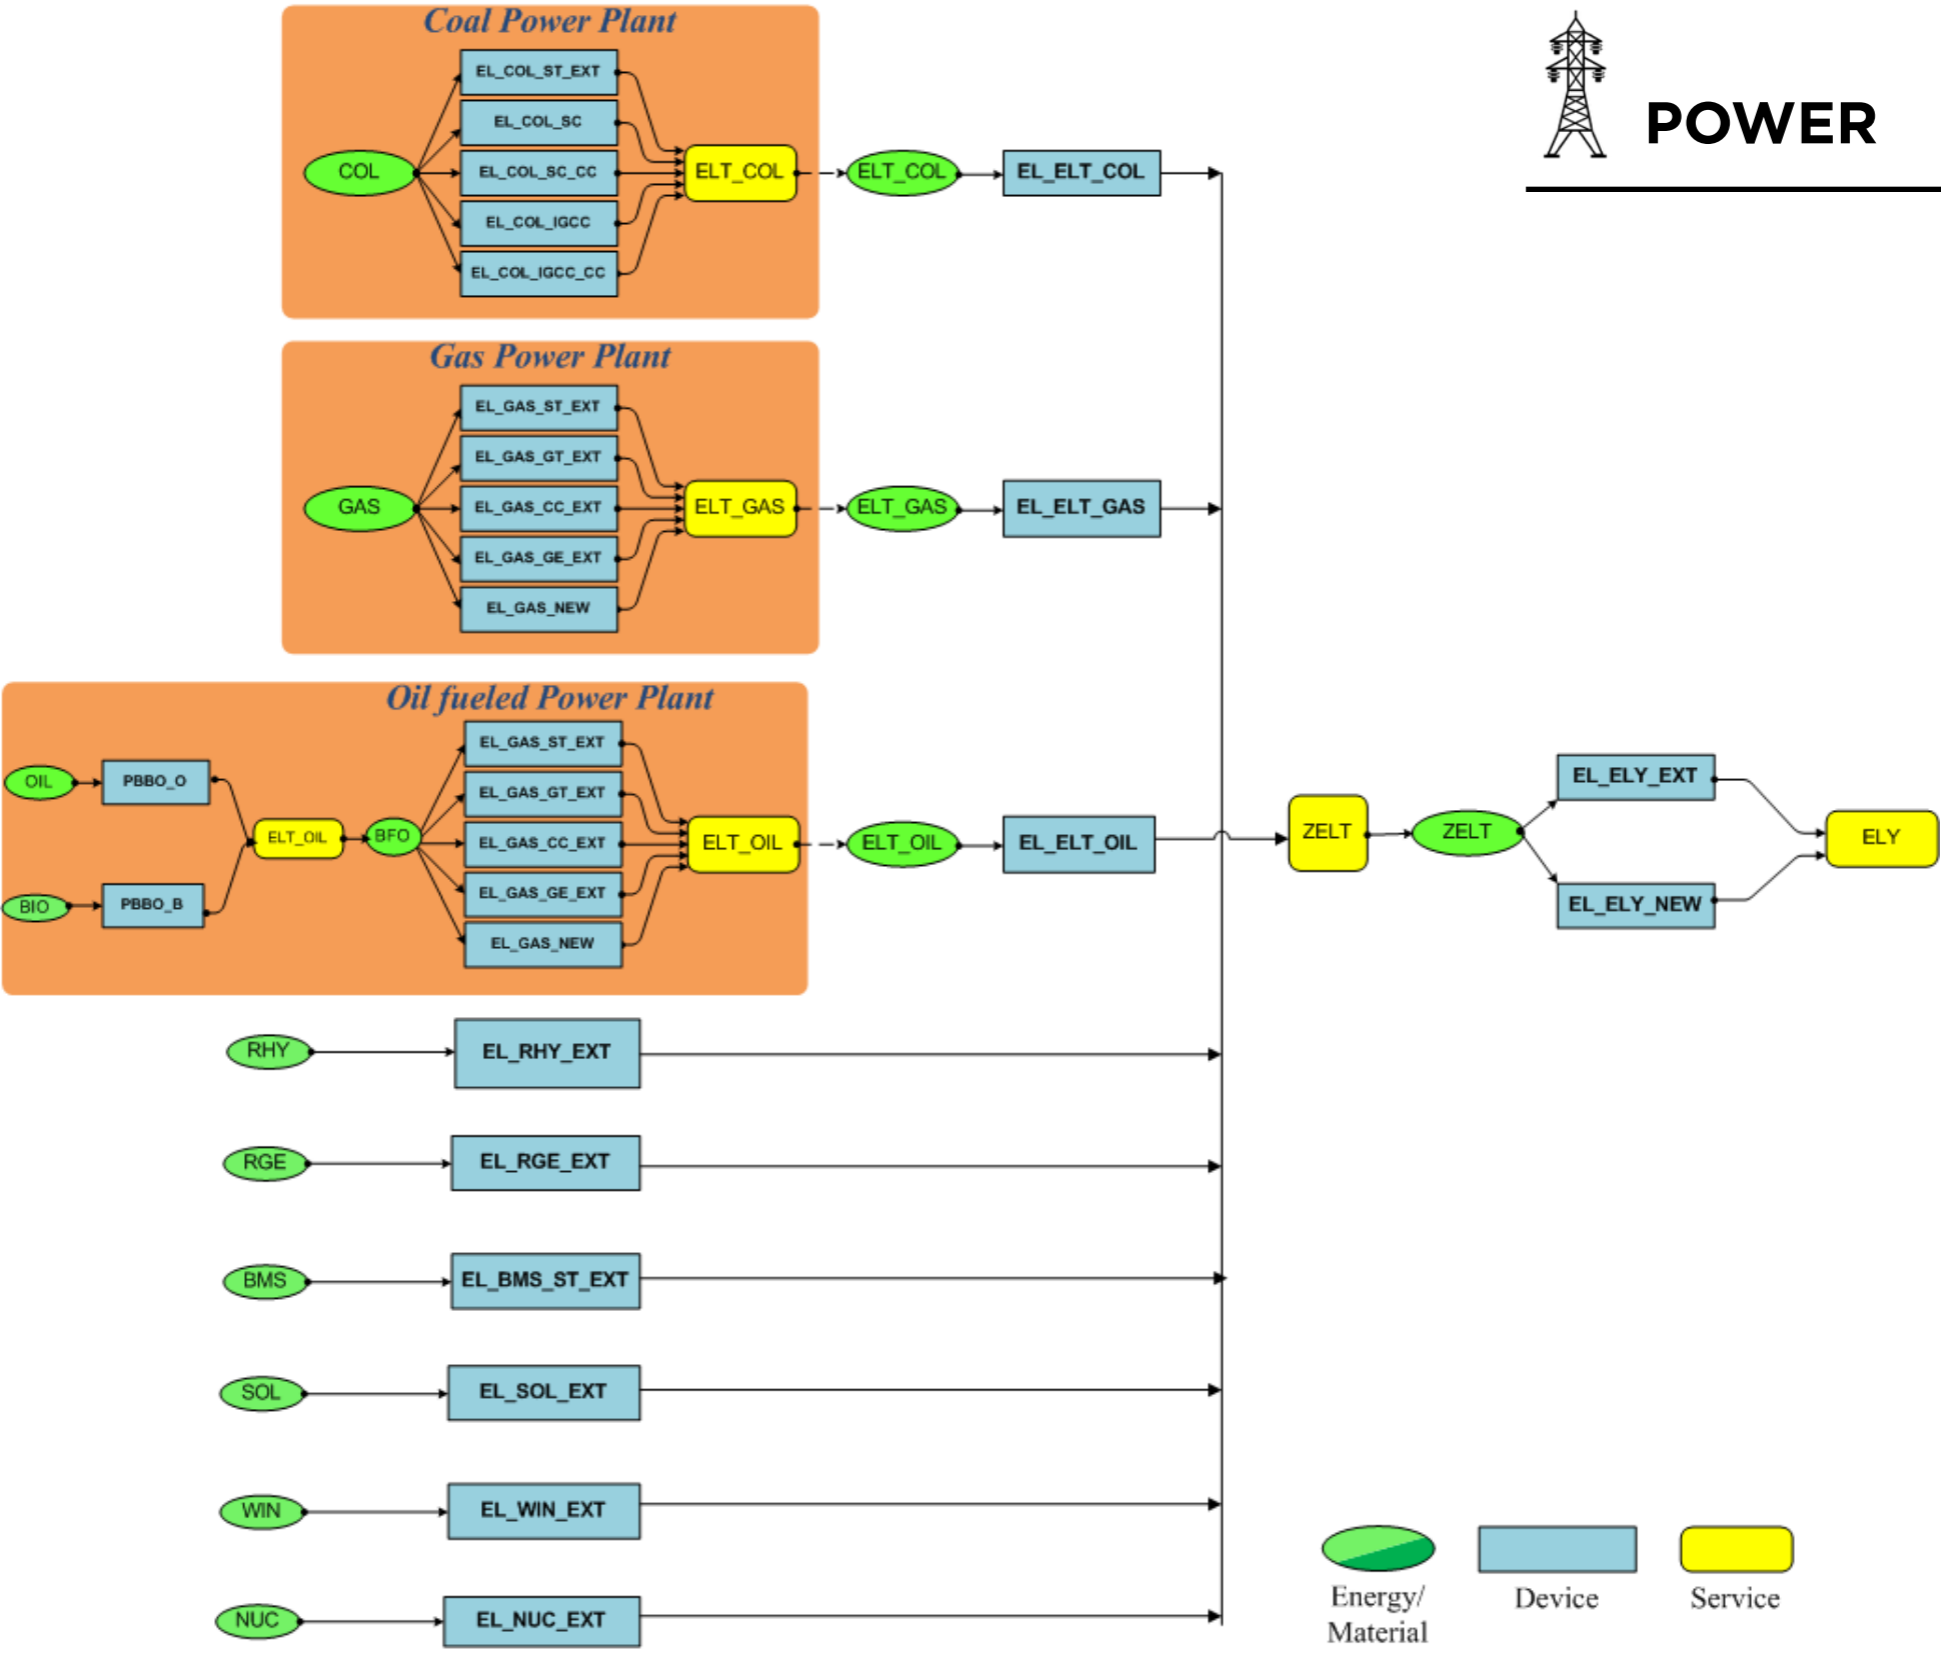 Coal Power Plant
POWER
COL
EL_COL_ST_EXT
EL_COL_SC
EL_COL_SC_CC
EL_COL_IGCC
EL_COL_IGCC_CC
ELT_COL
ELT_COL
EL_ELT_COL
Gas Power Plant
GAS
EL_GAS_ST_EXT
EL_GAS_GT_EXT
EL_GAS_CC_EXT
EL_GAS_GE_EXT
EL_GAS_NEW
ELT_GAS
ELT_GAS
EL_ELT_GAS
Oil fueled Power Plant
OIL
PBBO_O
BIO
PBBO_B
ELT_OIL
BFO
EL_GAS_ST_EXT
EL_GAS_GT_EXT
EL_GAS_CC_EXT
EL_GAS_GE_EXT
EL_GAS_NEW
ELT_OIL
ELT_OIL
EL_ELT_OIL
ZELT
ZELT
EL_ELY_EXT
EL_ELY_NEW
ELY
RHY
EL_RHY_EXT
RGE
EL_RGE_EXT
BMS
EL_BMS_ST_EXT
SOL
EL_SOL_EXT
WIN
EL_WIN_EXT
NUC
EL_NUC_EXT
Energy/
Material
Device
Service